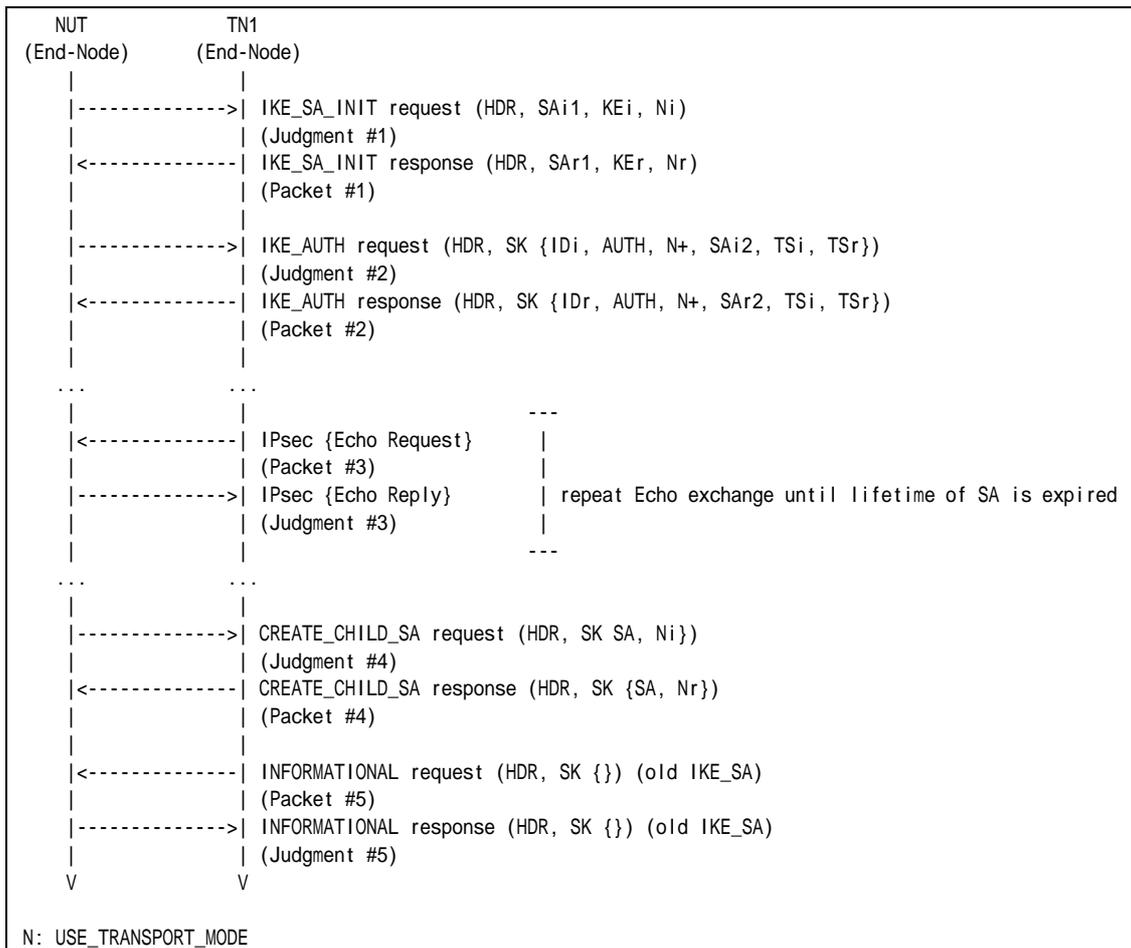 NUT TN1
(End-Node) (End-Node)
| |
|-------------->| IKE_SA_INIT request (HDR, SAi1, KEi, Ni)
| | (Judgment #1)
|<--------------| IKE_SA_INIT response (HDR, SAr1, KEr, Nr)
| | (Packet #1)
| |
|-------------->| IKE_AUTH request (HDR, SK {IDi, AUTH, N+, SAi2, TSi, TSr})
| | (Judgment #2)
|<--------------| IKE_AUTH response (HDR, SK {IDr, AUTH, N+, SAr2, TSi, TSr})
| | (Packet #2)
| |
... ...
| | ---
|<--------------| IPsec {Echo Request} |
| | (Packet #3) |
|-------------->| IPsec {Echo Reply} | repeat Echo exchange until lifetime of SA is expired
| | (Judgment #3) |
| | ---
... ...
| |
|-------------->| CREATE_CHILD_SA request (HDR, SK SA, Ni})
| | (Judgment #4)
|<--------------| CREATE_CHILD_SA response (HDR, SK {SA, Nr})
| | (Packet #4)
| |
|<--------------| INFORMATIONAL request (HDR, SK {}) (old IKE_SA)
| | (Packet #5)
|-------------->| INFORMATIONAL response (HDR, SK {}) (old IKE_SA)
| | (Judgment #5)
V V
N: USE_TRANSPORT_MODE